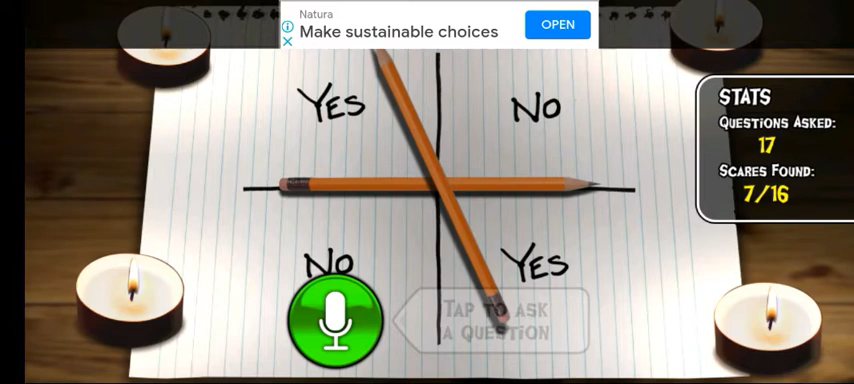 Natura
Make sustainable choices
OPEN
YES
NO
STATS
QUESTIONS ASKED:
17
SCARES FOUND:
7/16
NO
YES
TAP TO ASK
A QUESTION